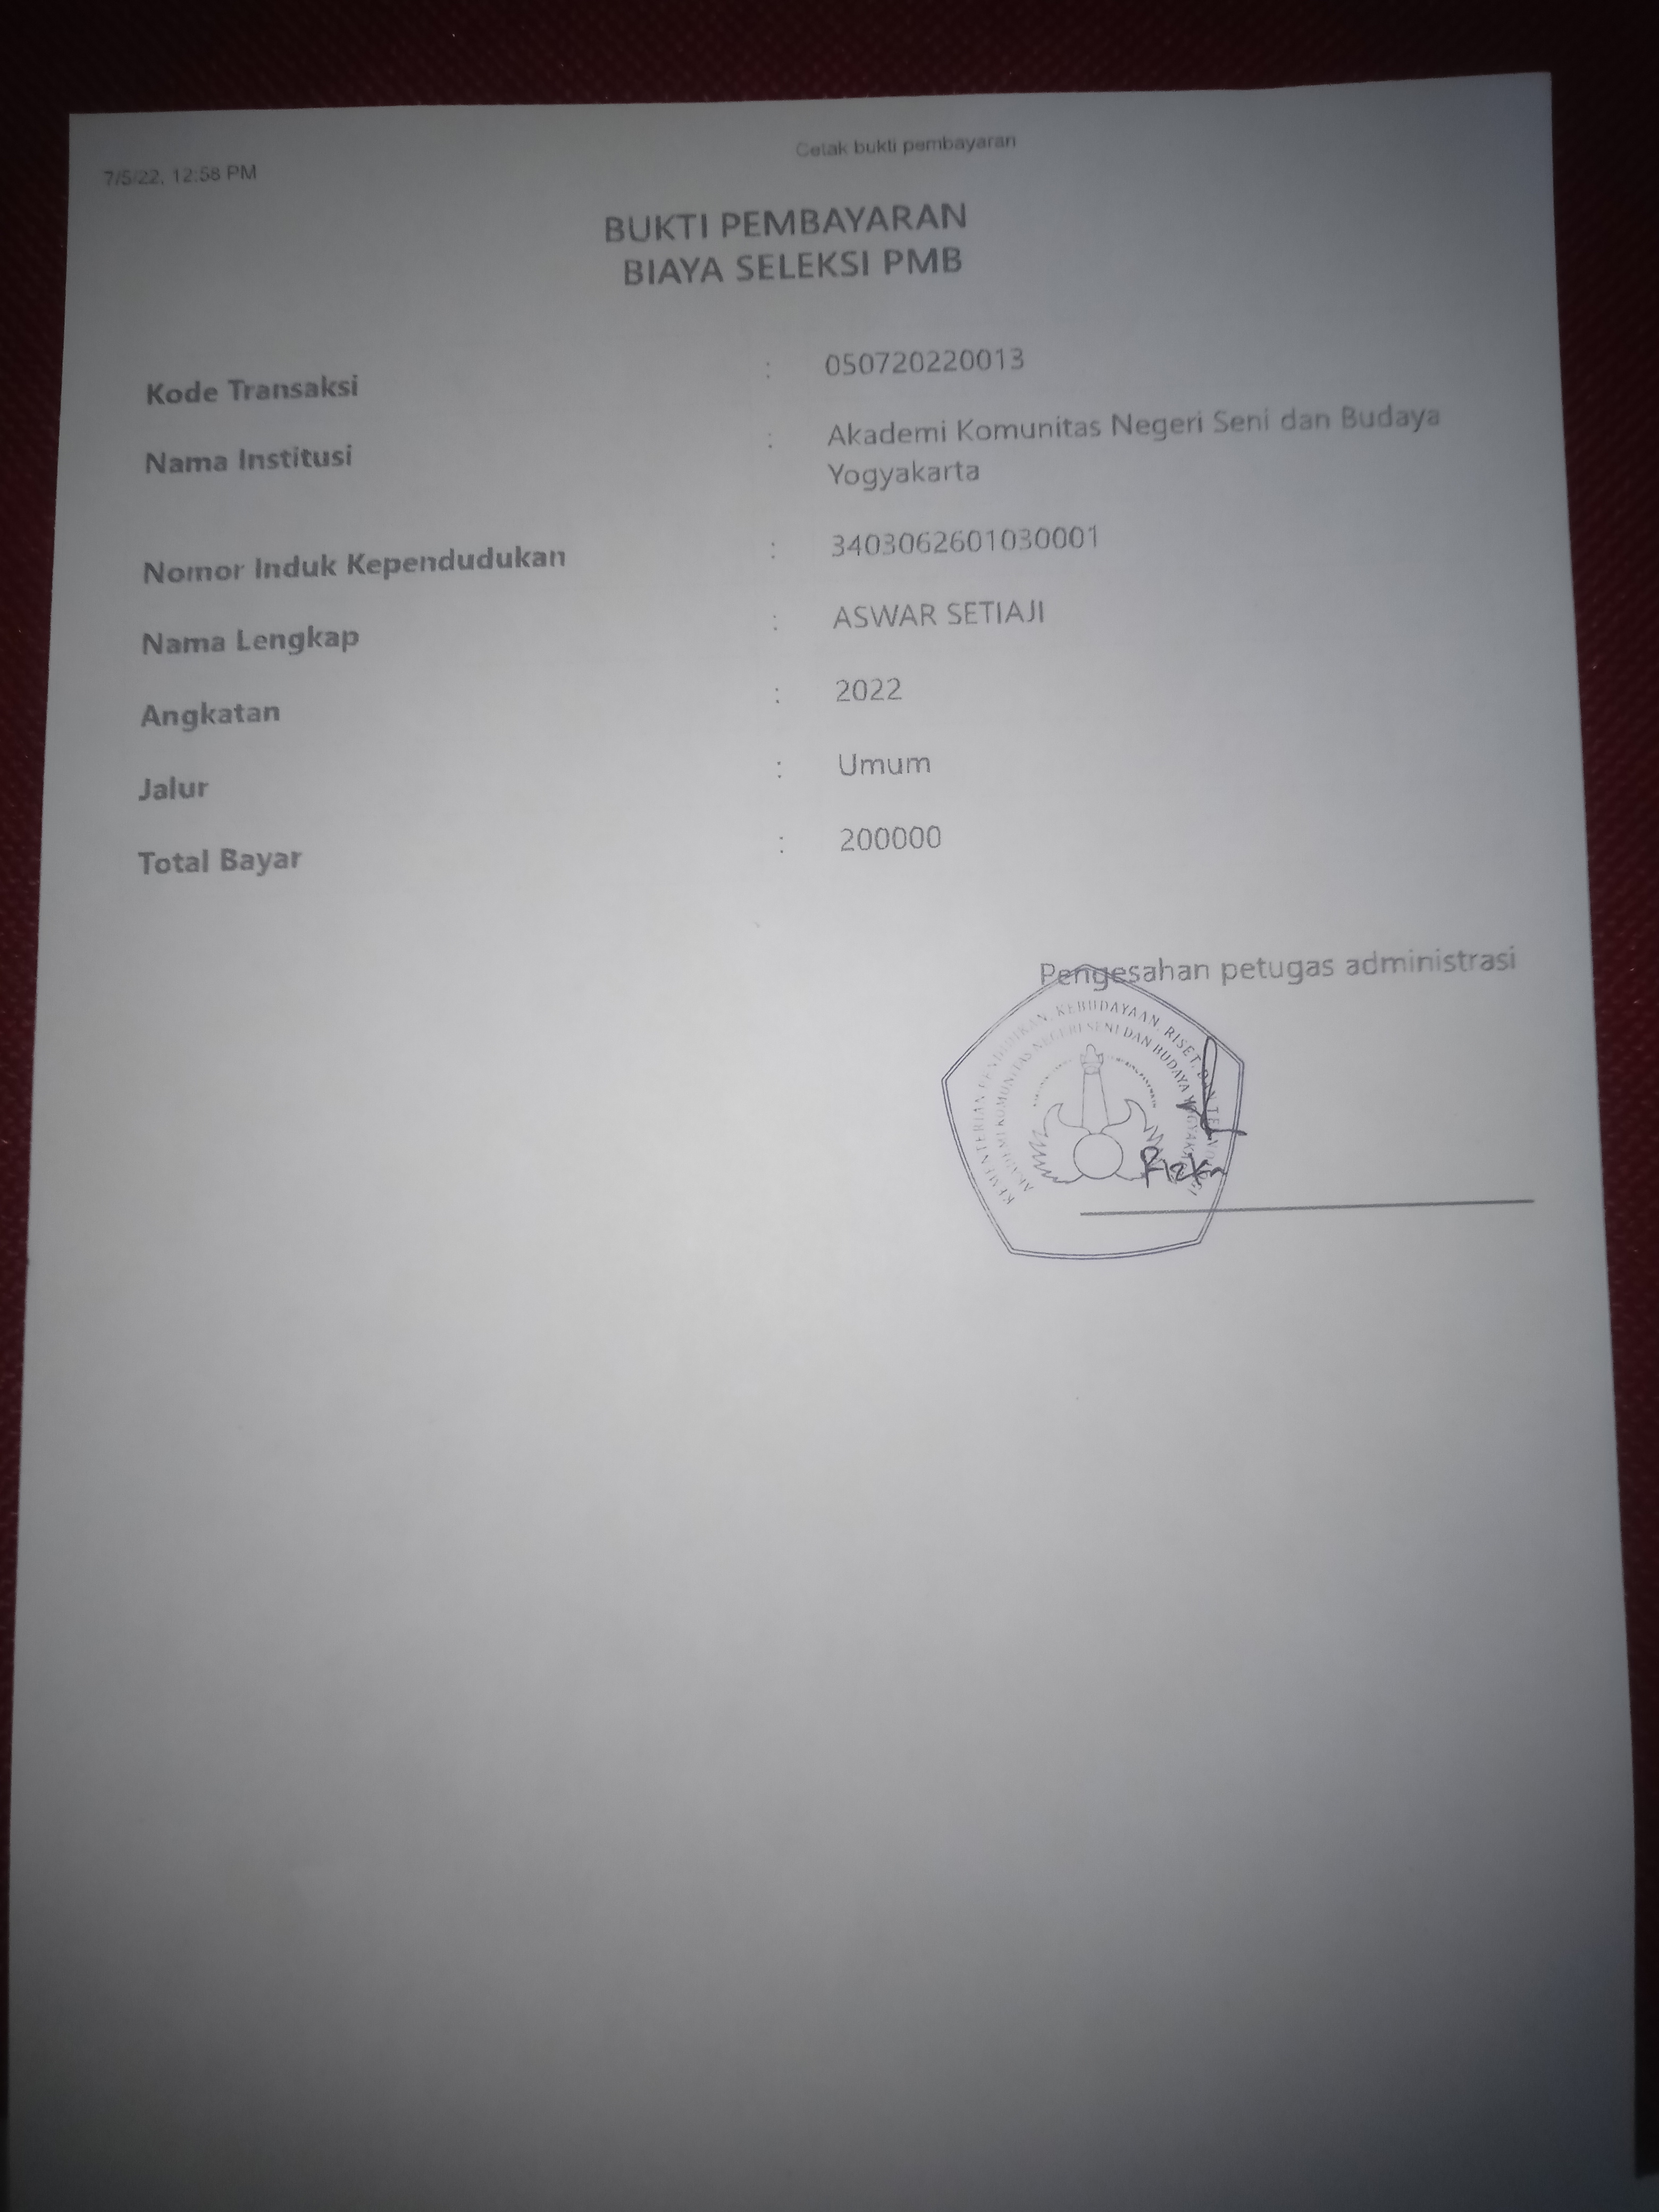 7/5/22, 12:58 PM
Cetak bukti pembayaran
BUKTI PEMBAYARAN
BIAYA SELEKSI PMB
Kode Transaksi : 050720220013
Nama Institusi : Akademi Komunitas Negeri Seni dan Budaya
Yogyakarta
Nomor Induk Kependudukan : 3403062601030001
Nama Lengkap : ASWAR SETIAJI
Angkatan : 2022
Jalur : Umum
Total Bayar : 200000
Pengesahan petugas administrasi
KEMENTERIAN PENDIDIKAN, KEBUDAYAAN, RISET, DAN TEKNOLOGI
AKADEMI KOMUNITAS NEGERI SENI DAN BUDAYA YOGYAKARTA